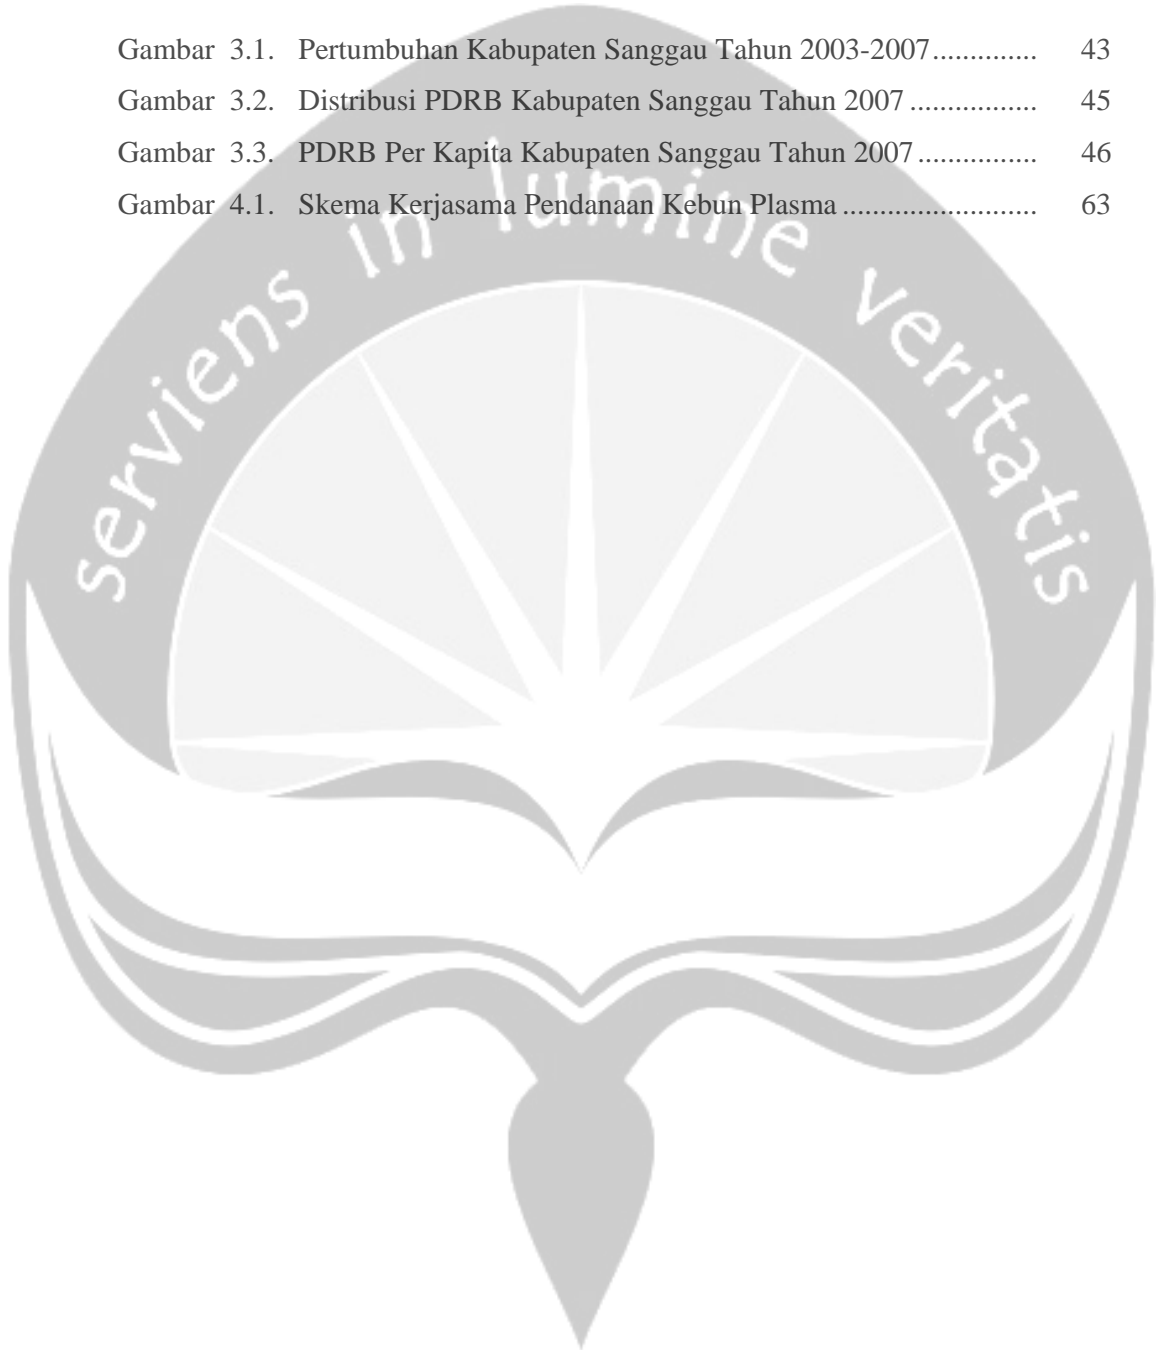 Gambar 3.1. Pertumbuhan Kabupaten Sanggau Tahun 2003-2007.............. 43
Gambar 3.2. Distribusi PDRB Kabupaten Sanggau Tahun 2007 ................. 45
Gambar 3.3. PDRB Per Kapita Kabupaten Sanggau Tahun 2007 ................ 46
Gambar 4.1. Skema Kerjasama Pendanaan Kebun Plasma .......................... 63
serviens in lumine veritatis